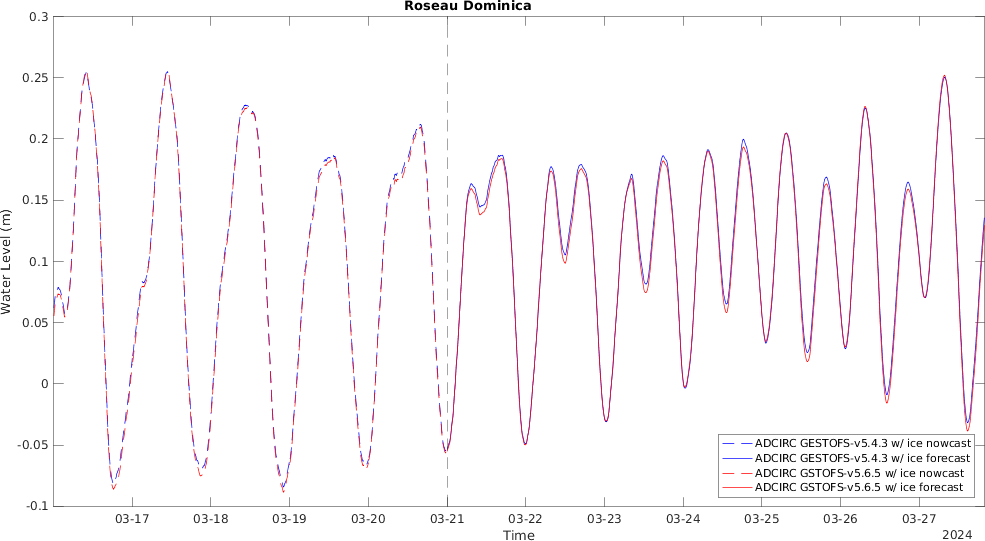 Roseau Dominica
0.3
0.25
0.2
0.15
0.1
0.05
0
-0.05
-0.1
Water Level (m)
ADCIRC GESTOFS-v5.4.3 w/ ice nowcast
ADCIRC GESTOFS-v5.4.3 w/ ice forecast
ADCIRC GSTOFS-v5.6.5 w/ ice nowcast
ADCIRC GSTOFS-v5.6.5 w/ ice forecast
03-17 03-18 03-19 03-20 03-21 03-22 03-23 03-24 03-25 03-26 03-27
Time
2024